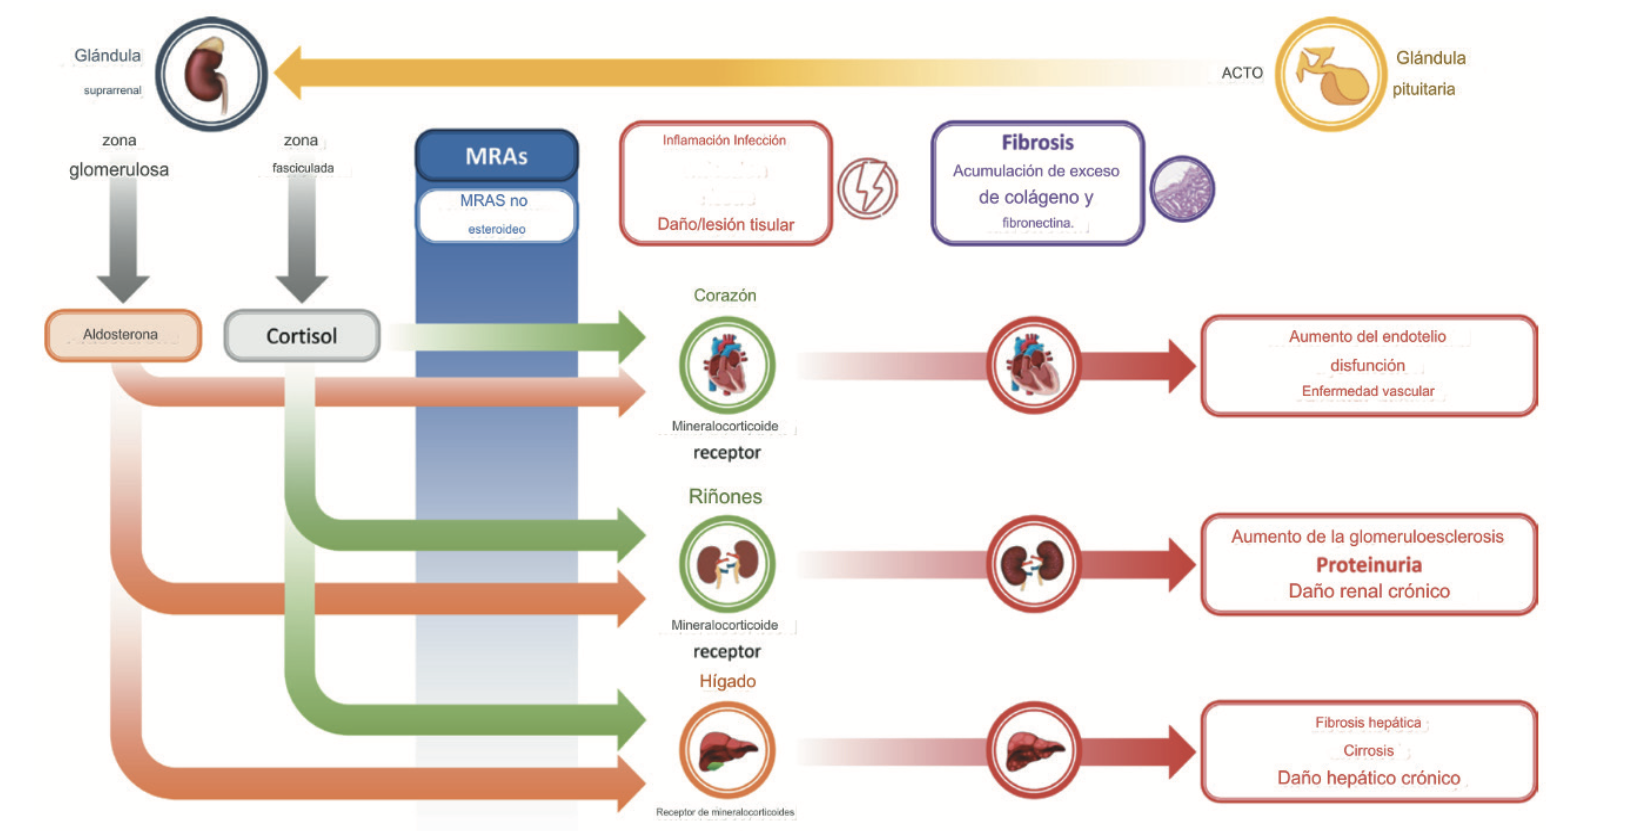 Glándula
suprarrenal
ACTO
Glándula
pituitaria
zona
glomerulosa
zona
fasciculada
MRAs
MRAS no
esteroideo
Inflamación Infección
Daño/lesión tisular
Fibrosis
Acumulación de exceso
de colágeno y
fibronectina.
Aldosterona
Cortisol
Corazón
Mineralocorticoide
receptor
Aumento del endotelio
disfunción
Enfermedad vascular
Riñones
Mineralocorticoide
receptor
Aumento de la glomeruloesclerosis
Proteinuria
Daño renal crónico
Hígado
Receptor de mineralocorticoides
Fibrosis hepática
Cirrosis
Daño hepático crónico